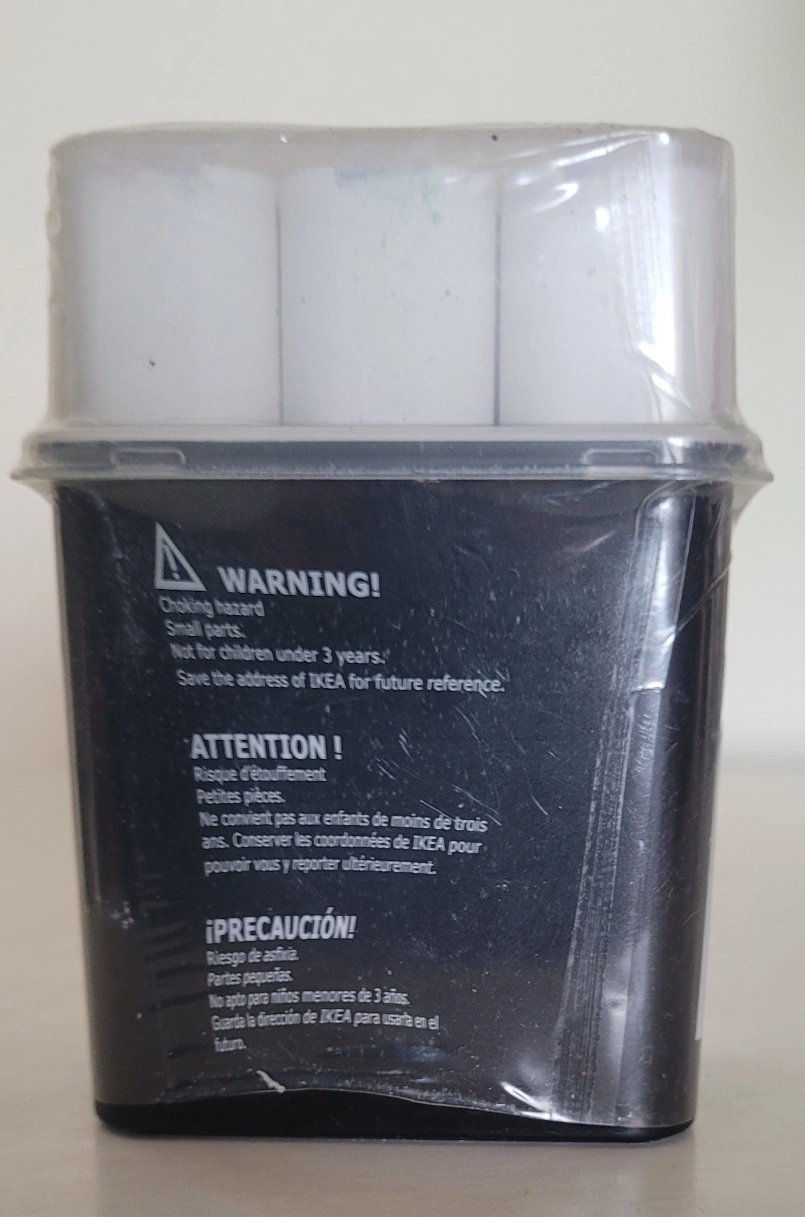 WARNING!
Choking hazard
Small parts.
Not for children under 3 years.
Save the address of IKEA for future reference.
ATTENTION !
Risque d'étouffement
Petites pièces.
Ne convient pas aux enfants de moins de trois
ans. Conserver les coordonnées de IKEA pour
pouvoir vous y reporter ultérieurement.
¡PRECAUCIÓN!
Riesgo de asfixia.
Partes pequeñas.
No apto para niños menores de 3 años.
Guarda la dirección de IKEA para usarla en el
futuro.